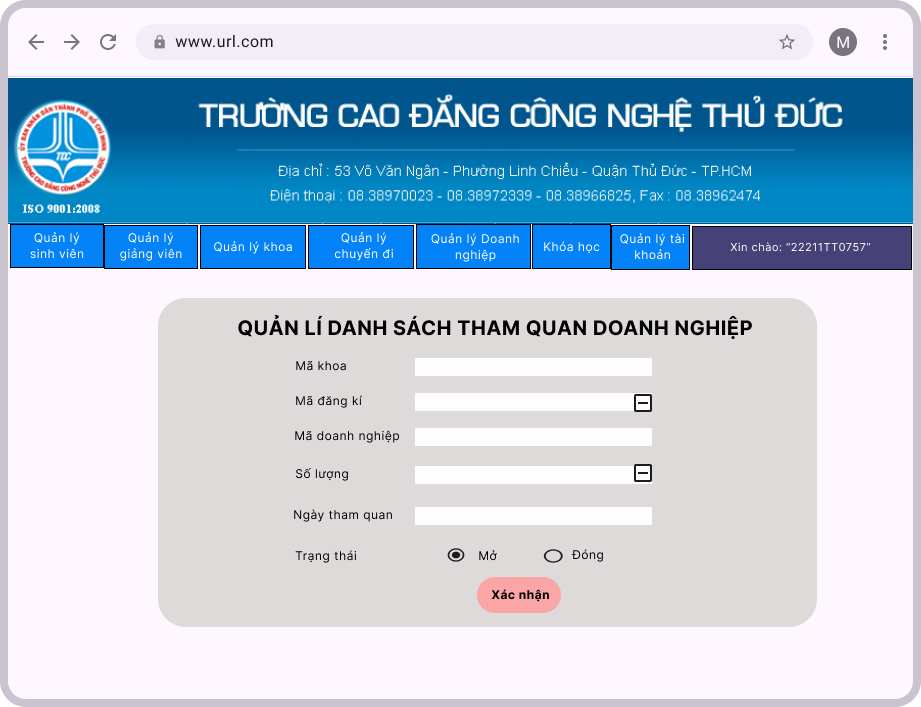 www.url.com
M
TRƯỜNG CAO ĐẲNG CÔNG NGHỆ THỦ ĐỨC
Địa chỉ : 53 Võ Văn Ngân - Phường Linh Chiểu - Quận Thủ Đức - TP.HCM
Điện thoại : 08.38970023 - 08.38972339 - 08.38966825, Fax : 08.38962474
ỦY BAN NHÂN DÂN THÀNH PHỐ HỒ CHÍ MINH
TDC
TRƯỜNG CAO ĐẲNG CÔNG NGHỆ THỦ ĐỨC
ISO 9001:2008
Quản lý
sinh viên
Quản lý
giảng viên
Quản lý khoa
Quản lý
chuyến đi
Quản lý Doanh
nghiệp
Khóa học
Quản lý tài
khoản
Xin chào: “22211TT0757”
QUẢN LÍ DANH SÁCH THAM QUAN DOANH NGHIỆP
Mã khoa
Mã đăng kí
Mã doanh nghiệp
Số lượng
Ngày tham quan
Trạng thái
Mở
Đóng
Xác nhận